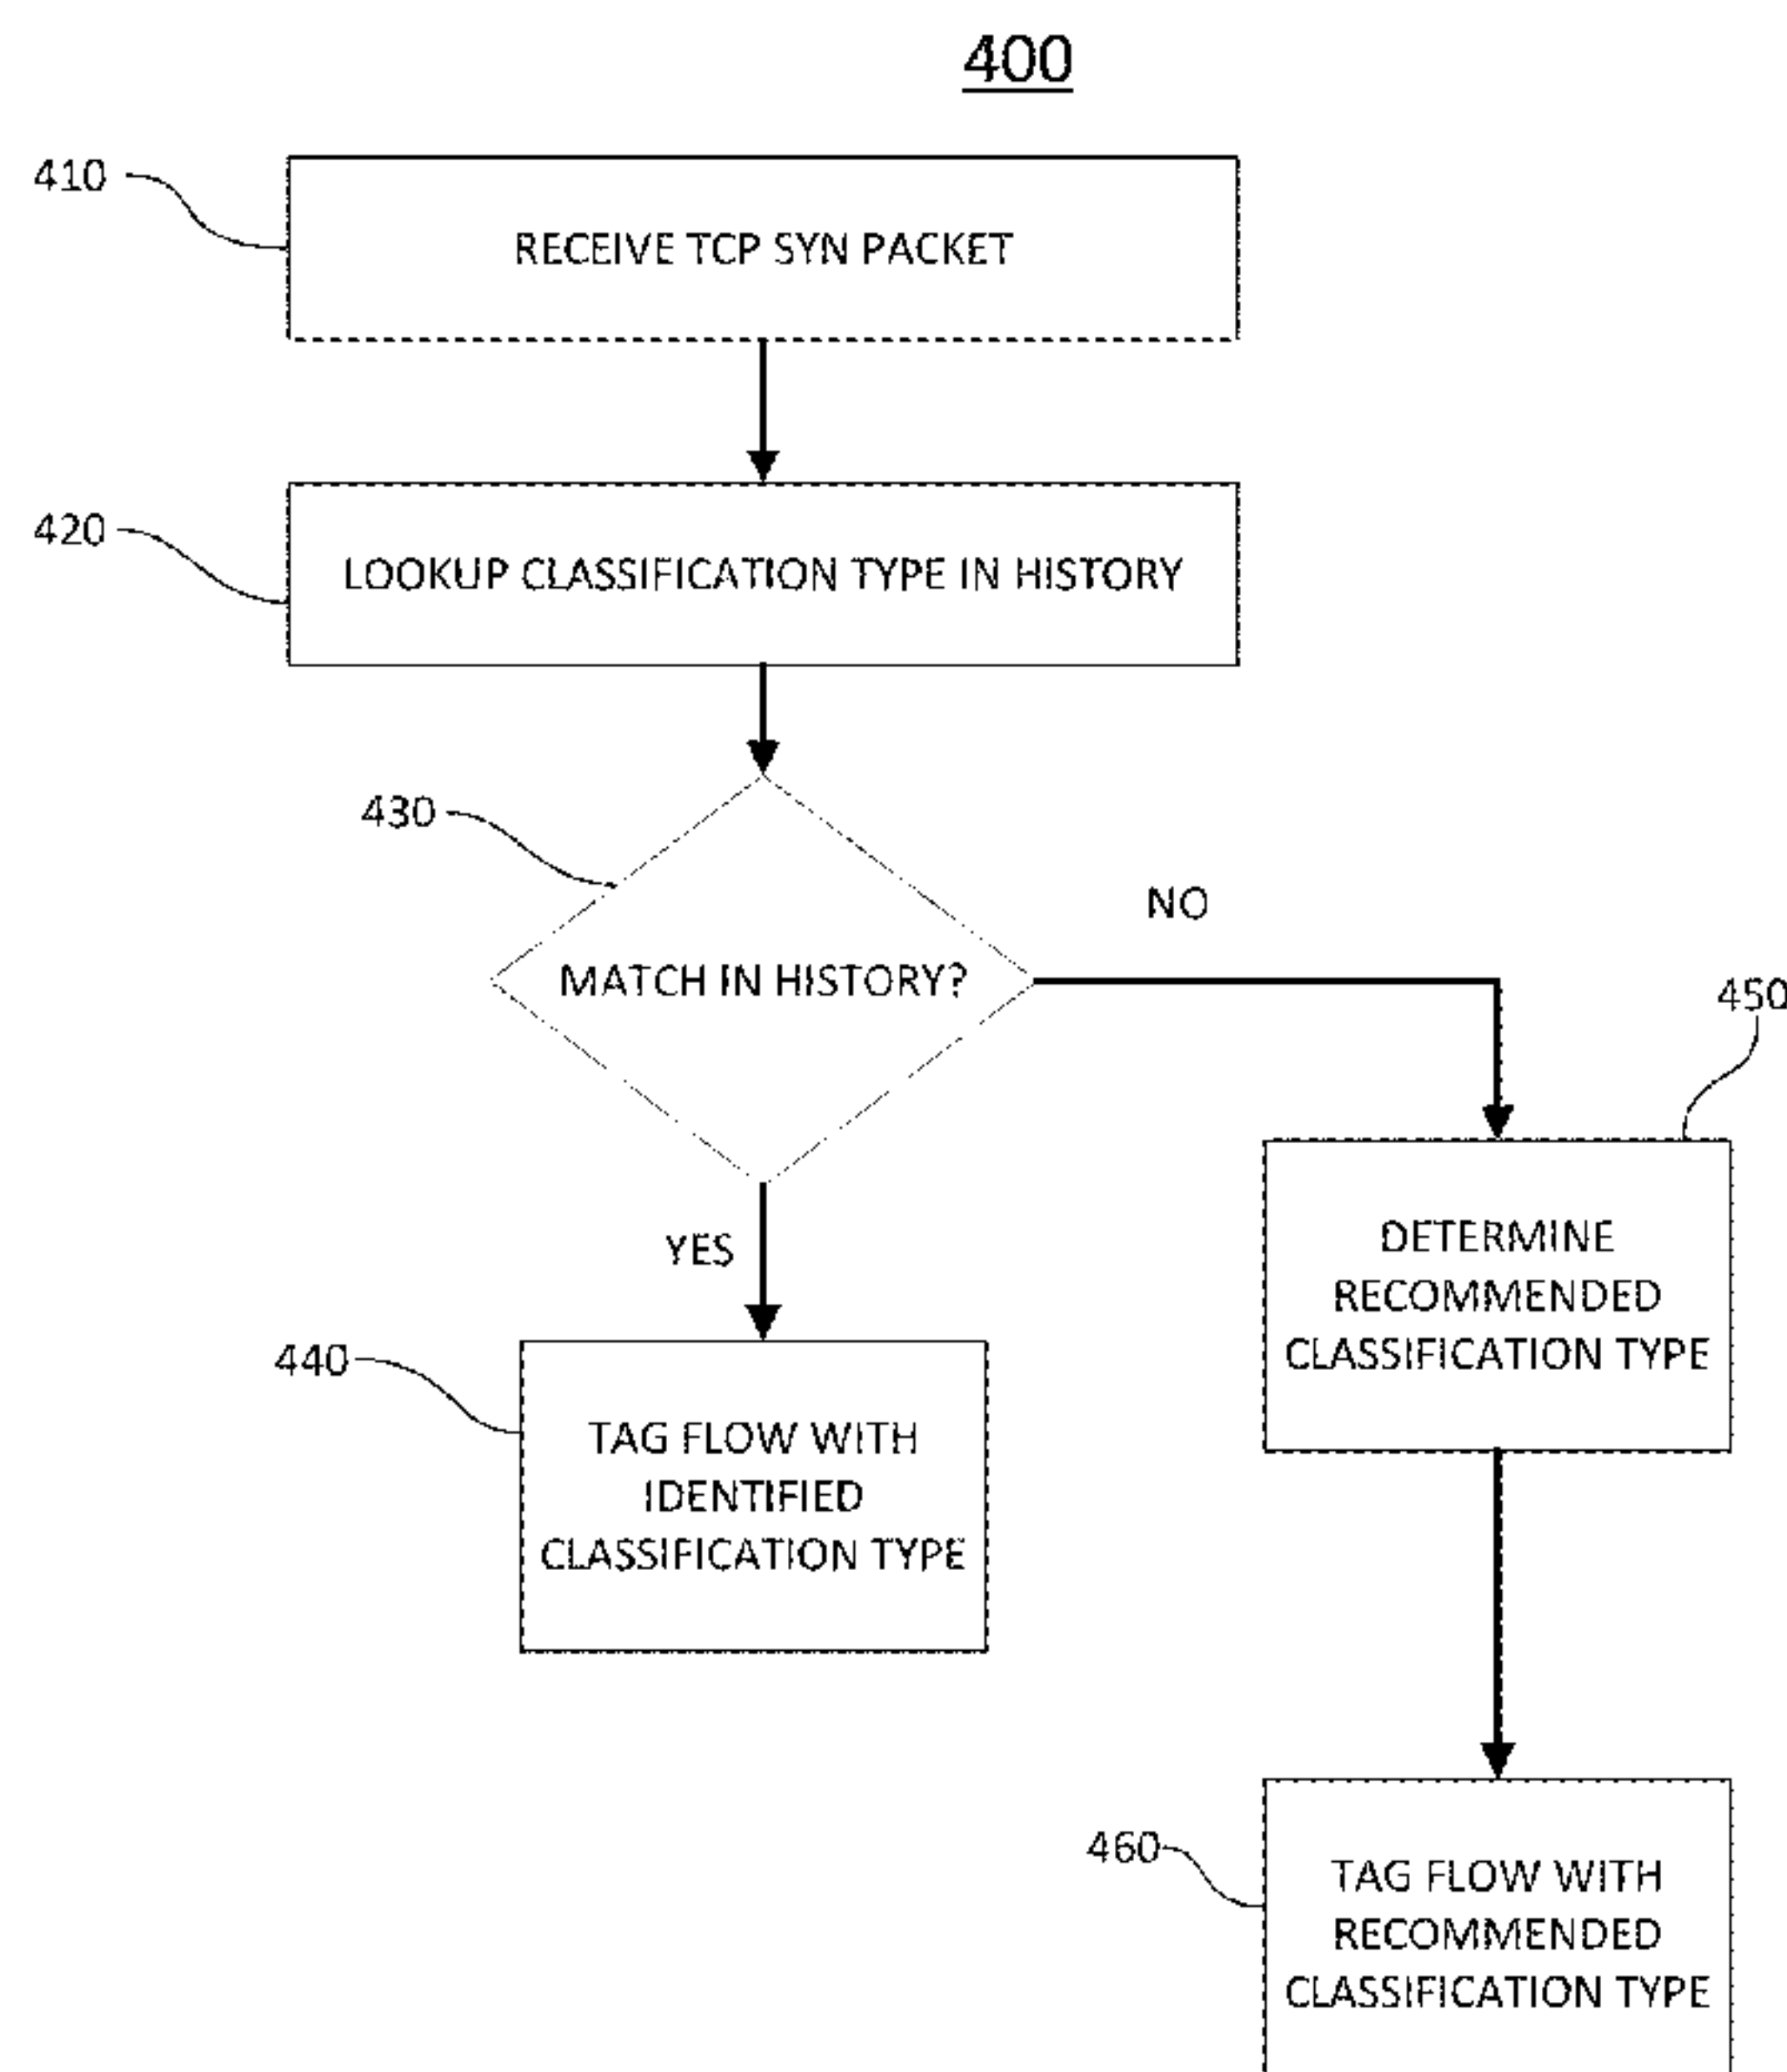 400
410
RECEIVE TCP SYN PACKET
420
LOOKUP CLASSIFICATION TYPE IN HISTORY
430
MATCH IN HISTORY?
NO
450
YES
DETERMINE
RECOMMENDED
CLASSIFICATION TYPE
440
TAG FLOW WITH
IDENTIFIED
CLASSIFICATION TYPE
460
TAG FLOW WITH
RECOMMENDED
CLASSIFICATION TYPE